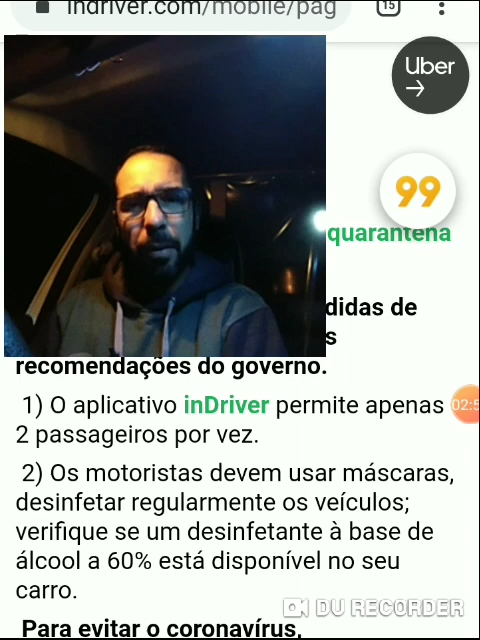 indriver.com/mobile/pag
15
Uber
99
quarentena
didas de
s
recomendações do governo.
1) O aplicativo inDriver permite apenas
2 passageiros por vez.
02:5
2) Os motoristas devem usar máscaras,
desinfetar regularmente os veículos;
verifique se um desinfetante à base de
álcool a 60% está disponível no seu
carro.
DU RECORDER
Para evitar o coronavírus,